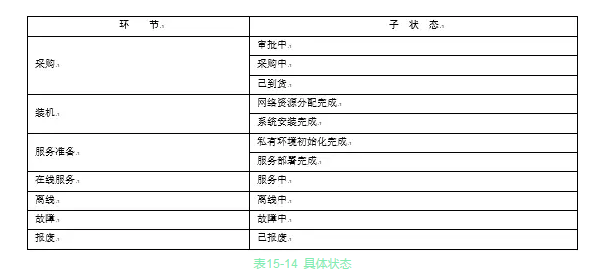 环 节 子 状 态
采购 审批中
采购中
已到货
装机 网络资源分配完成
系统安装完成
服务准备 私有环境初始化完成
服务部署完成
在线服务 服务中
离线 离线中
故障 故障中
报废 已报废
表15-14 具体状态